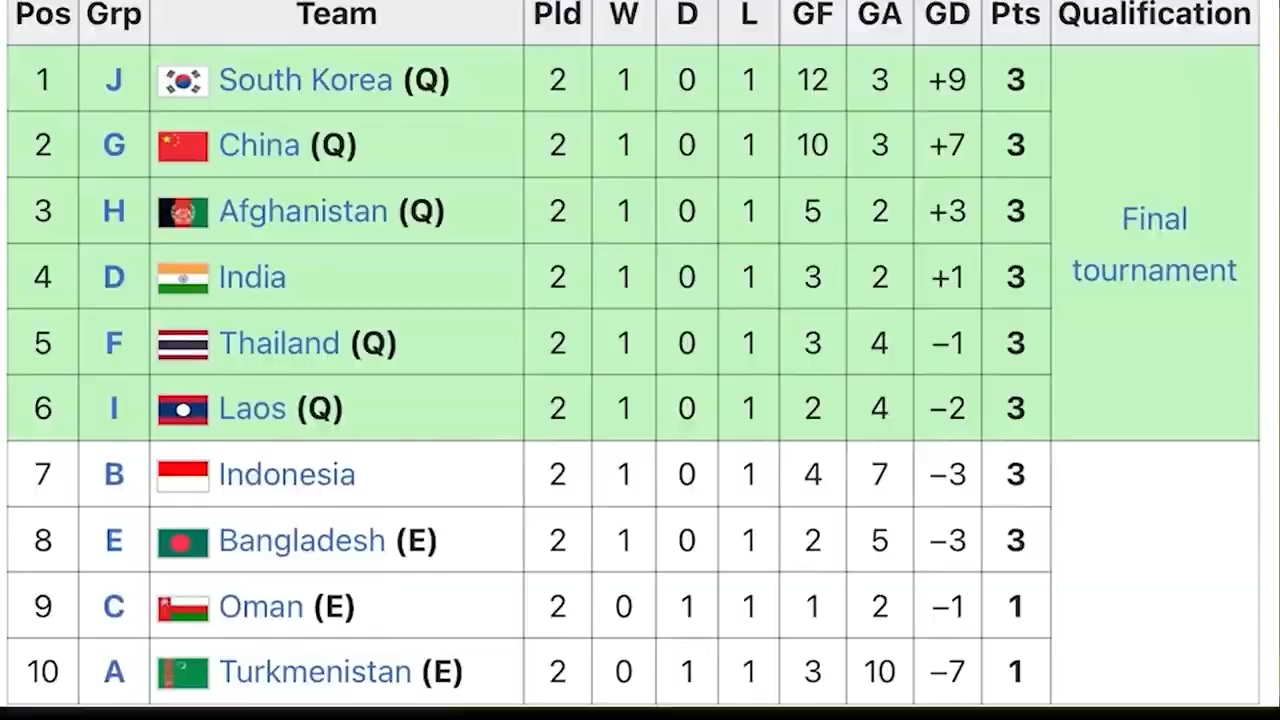 Pos Grp Team Pld W D L GF GA GD Pts Qualification
1 J South Korea (Q) 2 1 0 1 12 3 +9 3
2 G China (Q) 2 1 0 1 10 3 +7 3
3 H Afghanistan (Q) 2 1 0 1 5 2 +3 3
Final
4 D India 2 1 0 1 3 2 +1 3
tournament
5 F Thailand (Q) 2 1 0 1 3 4 −1 3
6 I Laos (Q) 2 1 0 1 2 4 −2 3
7 B Indonesia 2 1 0 1 4 7 −3 3
8 E Bangladesh (E) 2 1 0 1 2 5 −3 3
9 C Oman (E) 2 0 1 1 1 2 −1 1
10 A Turkmenistan (E) 2 0 1 1 3 10 −7 1